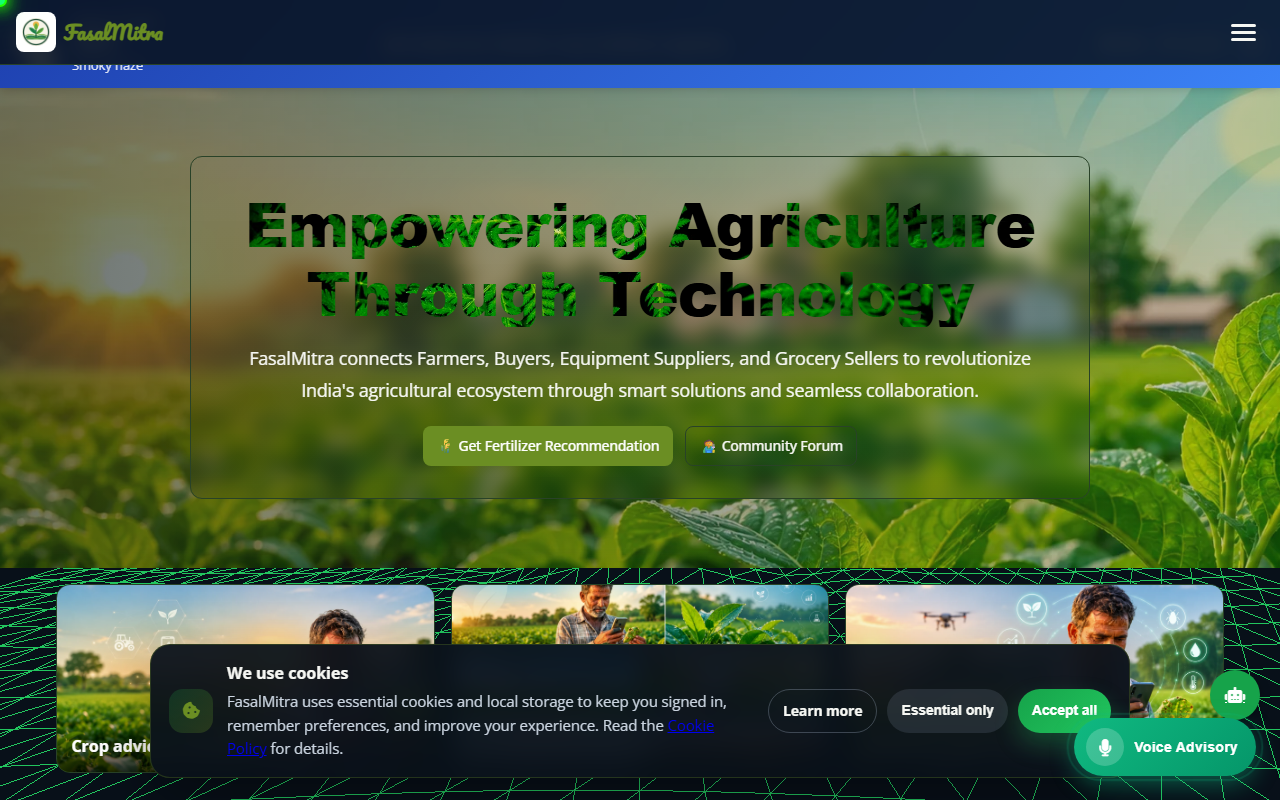 FasalMitra
Smoky haze
Empowering Agriculture
Through Technology
FasalMitra connects Farmers, Buyers, Equipment Suppliers, and Grocery Sellers to revolutionize
India's agricultural ecosystem through smart solutions and seamless collaboration.
Get Fertilizer Recommendation
Community Forum
We use cookies
FasalMitra uses essential cookies and local storage to keep you signed in,
remember preferences, and improve your experience. Read the Cookie
Policy for details.
Learn more
Essential only
Accept all
Crop advi
Voice Advisory